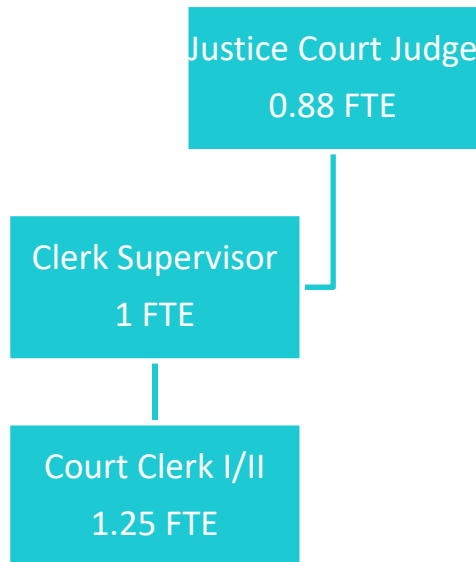 Justice Court Judge
0.88 FTE
Clerk Supervisor
1 FTE
Court Clerk I/II
1.25 FTE